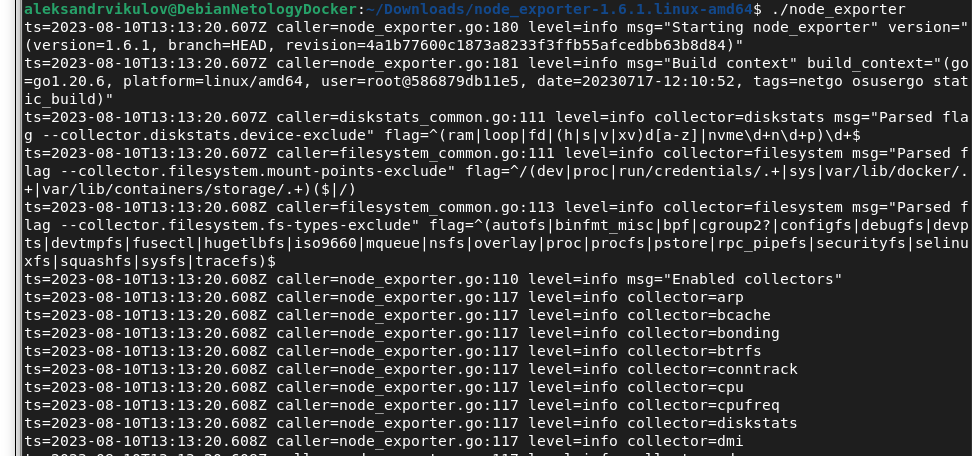 aleksandrvikulov@DebianNetologyDocker:~/Downloads/node_exporter-1.6.1.linux-amd64$ ./node_exporter
ts=2023-08-10T13:13:20.607Z caller=node_exporter.go:180 level=info msg="Starting node_exporter" version="
(version=1.6.1, branch=HEAD, revision=4a1b77600c1873a8233f3ffb55afcedbb63b8d84)"
ts=2023-08-10T13:13:20.607Z caller=node_exporter.go:181 level=info msg="Build context" build_context="(go
=go1.20.6, platform=linux/amd64, user=root@586879db11e5, date=20230717-12:10:52, tags=netgo osusergo stat
ic_build)"
ts=2023-08-10T13:13:20.607Z caller=diskstats_common.go:111 level=info collector=diskstats msg="Parsed fla
g --collector.diskstats.device-exclude" flag=^(ram|loop|fd|(h|s|v|xv)d[a-z]|nvme\d+n\d+p)\d+$
ts=2023-08-10T13:13:20.607Z caller=filesystem_common.go:111 level=info collector=filesystem msg="Parsed f
lag --collector.filesystem.mount-points-exclude" flag=^/(dev|proc|run/credentials/.+|sys|var/lib/docker/.
+|var/lib/containers/storage/.+)($|/)
ts=2023-08-10T13:13:20.608Z caller=filesystem_common.go:113 level=info collector=filesystem msg="Parsed f
lag --collector.filesystem.fs-types-exclude" flag=^(autofs|binfmt_misc|bpf|cgroup2?|configfs|debugfs|devp
ts|devtmpfs|fusectl|hugetlbfs|iso9660|mqueue|nsfs|overlay|proc|procfs|pstore|rpc_pipefs|securityfs|selinu
xfs|squashfs|sysfs|tracefs)$
ts=2023-08-10T13:13:20.608Z caller=node_exporter.go:110 level=info msg="Enabled collectors"
ts=2023-08-10T13:13:20.608Z caller=node_exporter.go:117 level=info collector=arp
ts=2023-08-10T13:13:20.608Z caller=node_exporter.go:117 level=info collector=bcache
ts=2023-08-10T13:13:20.608Z caller=node_exporter.go:117 level=info collector=bonding
ts=2023-08-10T13:13:20.608Z caller=node_exporter.go:117 level=info collector=btrfs
ts=2023-08-10T13:13:20.608Z caller=node_exporter.go:117 level=info collector=conntrack
ts=2023-08-10T13:13:20.608Z caller=node_exporter.go:117 level=info collector=cpu
ts=2023-08-10T13:13:20.608Z caller=node_exporter.go:117 level=info collector=cpufreq
ts=2023-08-10T13:13:20.608Z caller=node_exporter.go:117 level=info collector=diskstats
ts=2023-08-10T13:13:20.608Z caller=node_exporter.go:117 level=info collector=dmi